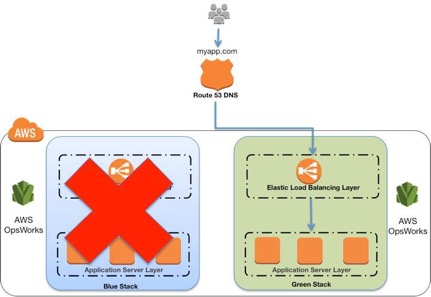 myapp.com
Route 53 DNS
AWS
Elastic Load Balancing Layer
AWS
OpsWorks
AWS
OpsWorks
Application Server Layer
Application Server Layer
Blue Stack
Green Stack